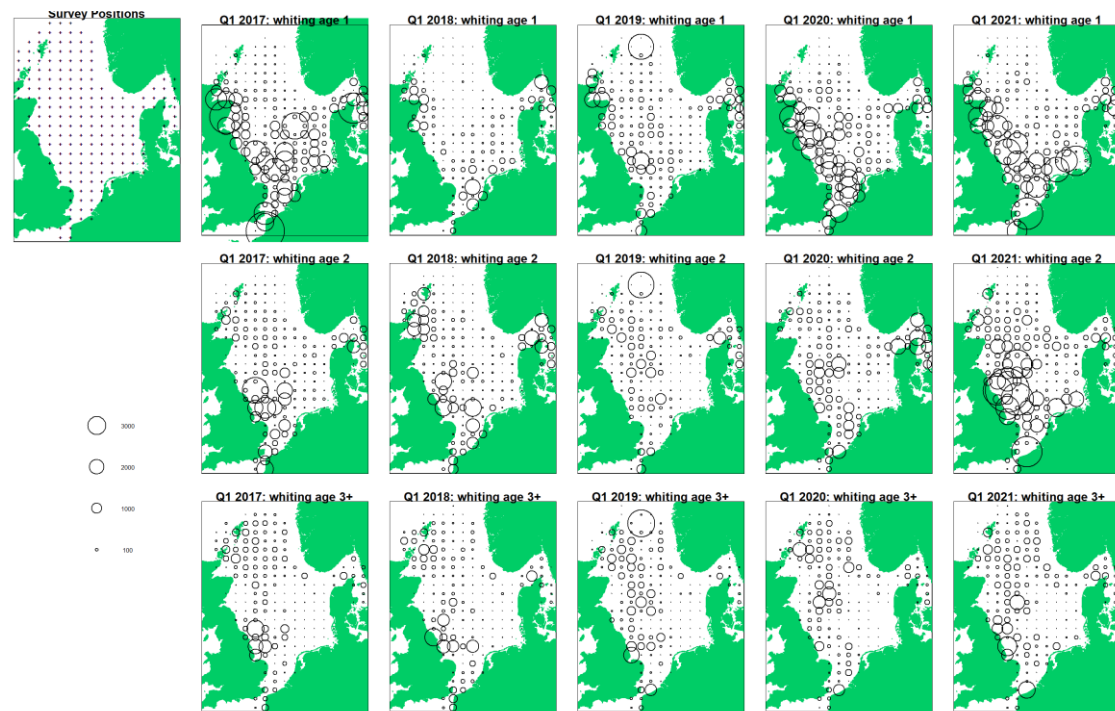 Survey Positions
Q1 2017: whiting age 1
Q1 2018: whiting age 1
Q1 2019: whiting age 1
Q1 2020: whiting age 1
Q1 2021: whiting age 1
Q1 2017: whiting age 2
Q1 2018: whiting age 2
Q1 2019: whiting age 2
Q1 2020: whiting age 2
Q1 2021: whiting age 2
3000
2000
1000
100
Q1 2017: whiting age 3+
Q1 2018: whiting age 3+
Q1 2019: whiting age 3+
Q1 2020: whiting age 3+
Q1 2021: whiting age 3+